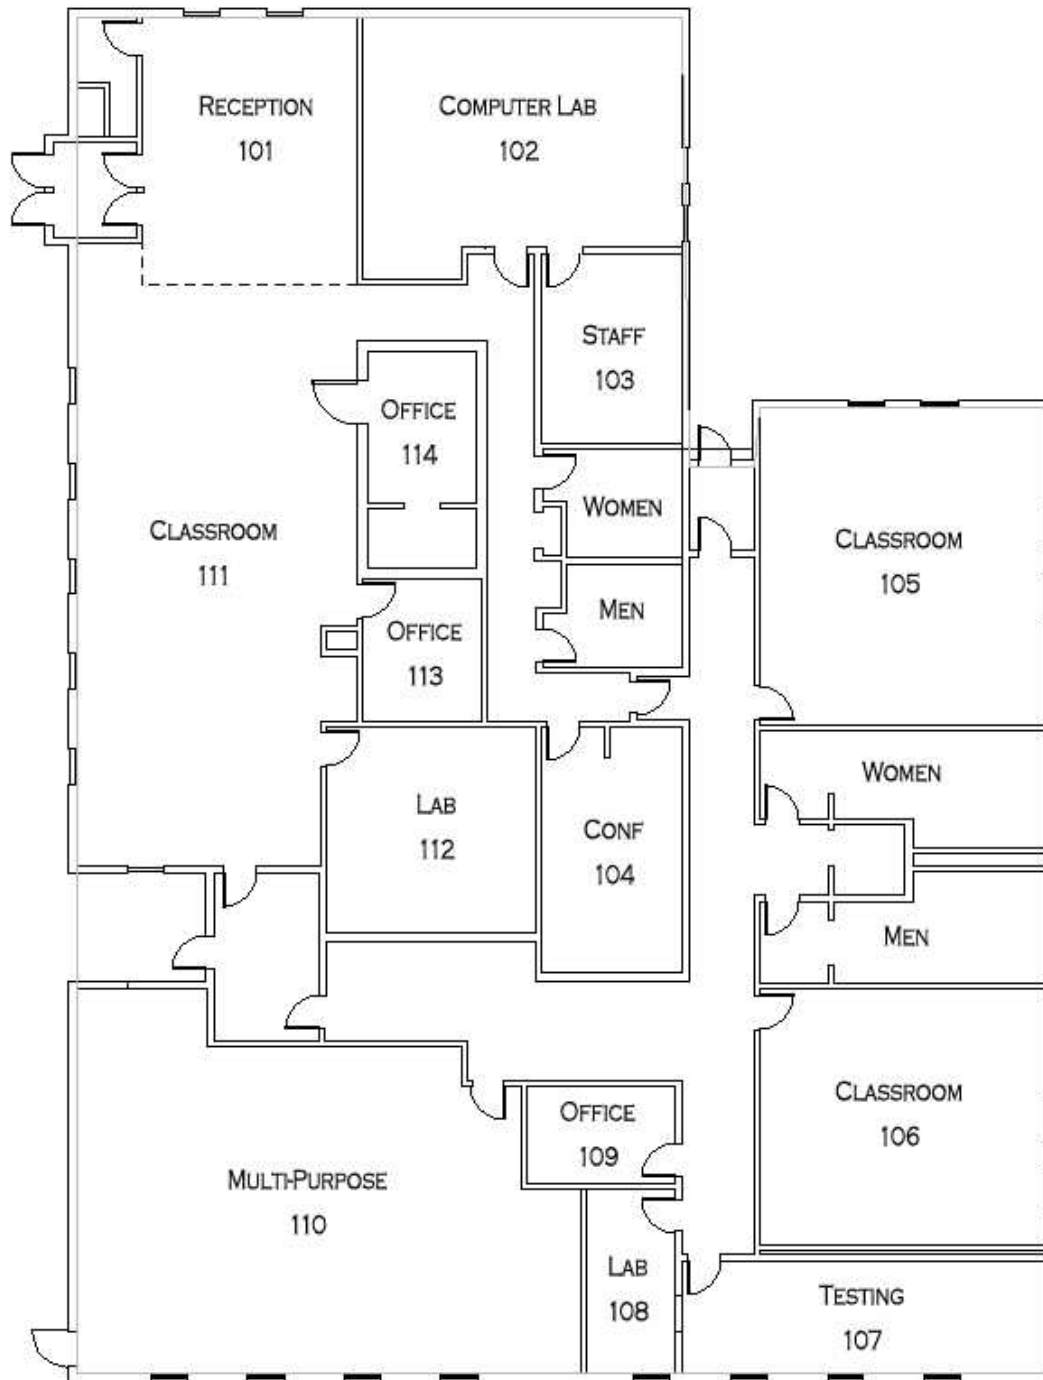 RECEPTION
101
COMPUTER LAB
102
STAFF
103
OFFICE
114
WOMEN
CLASSROOM
111
CLASSROOM
105
MEN
OFFICE
113
WOMEN
LAB
112
CONF
104
MEN
CLASSROOM
106
OFFICE
109
MULTI-PURPOSE
110
LAB
108
TESTING
107